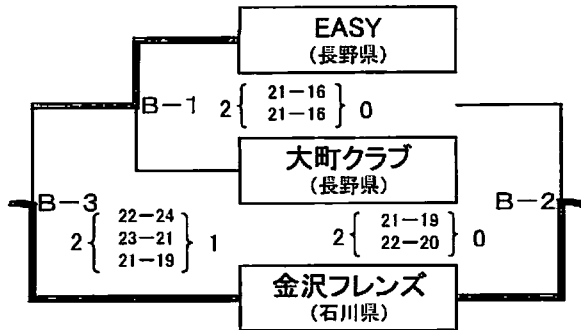 EASY
(長野県)
B-1 2 { 21-16 21-16 } 0
大町クラブ
(長野県)
B-3 2 { 22-24 23-21 21-19 } 1
B-2 2 { 21-19 22-20 } 0
金沢フレンズ
(石川県)